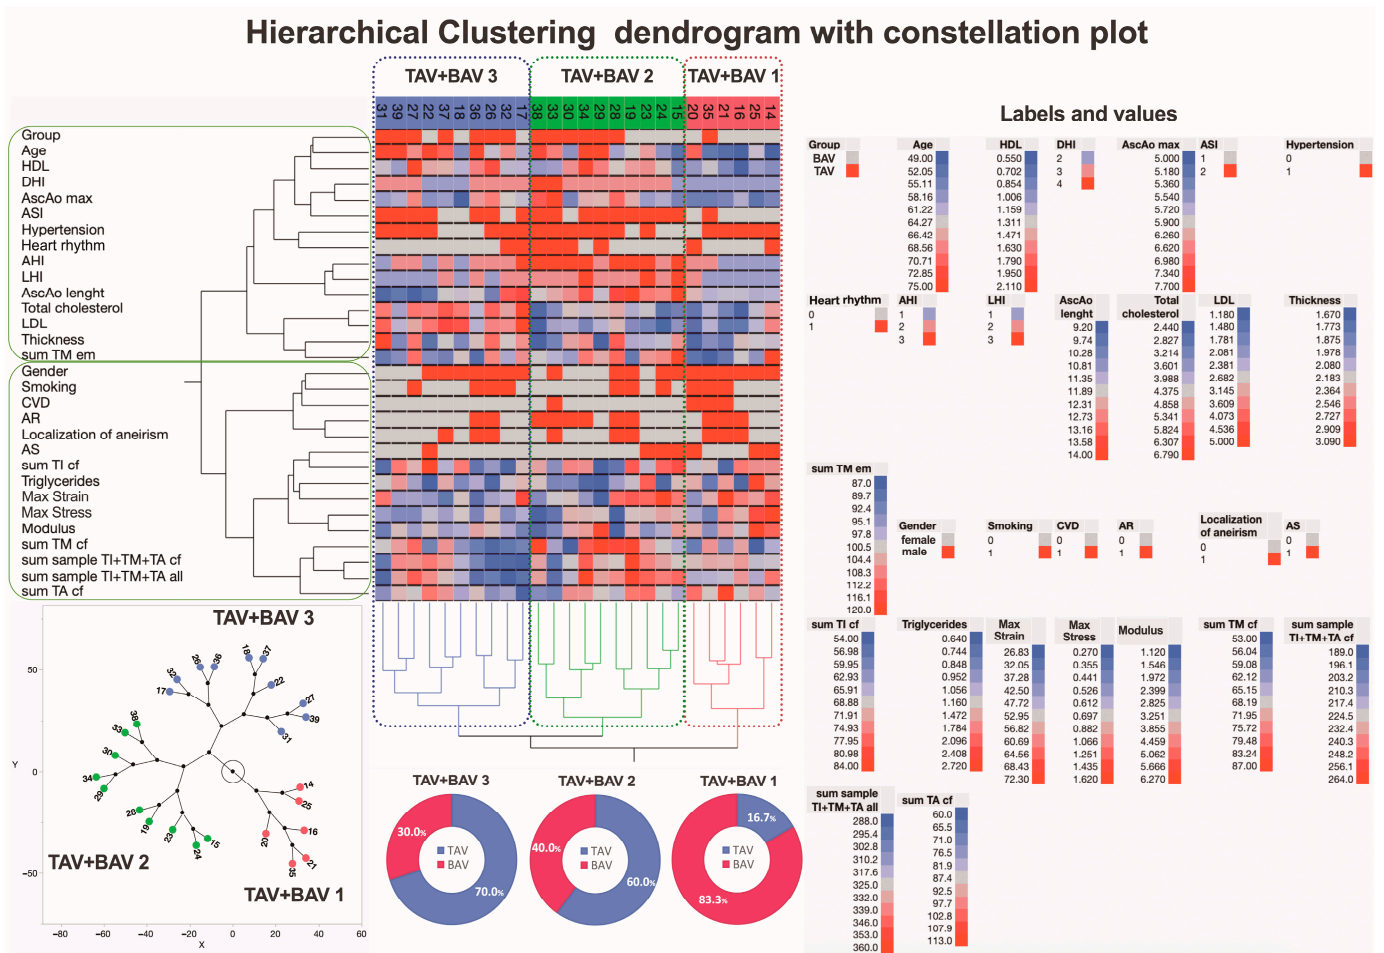 Hierarchical Clustering dendrogram with constellation plot
TAV+BAV 3
TAV+BAV 2
TAV+BAV 1
31 39 27 22 37 18 36 26 32 17 38 33 30 34 29 28 19 23 24 15 20 35 21 16 25 14
Group
Age
HDL
DHI
AscAo max
ASI
Hypertension
Heart rhythm
AHI
LHI
AscAo lenght
Total cholesterol
LDL
Thickness
sum TM em
Gender
Smoking
CVD
AR
Localization of aneirism
AS
sum TI cf
Triglycerides
Max Strain
Max Stress
Modulus
sum TM cf
sum sample TI+TM+TA cf
sum sample TI+TM+TA all
sum TA cf
TAV+BAV 3
26
36
18
37
32
17
22
27
39
31
38
33
30
34
29
28
19
23
24
15
14
25
16
20
21
35
TAV+BAV 2
TAV+BAV 1
Y
50
0
−50
−80
−60
−40
−20
0
20
40
60
X
TAV+BAV 3
30.0%
TAV
BAV
70.0%
TAV+BAV 2
40.0%
TAV
BAV
60.0%
TAV+BAV 1
16.7%
TAV
BAV
83.3%
Labels and values
Group
BAV
TAV
Age
49.00
52.05
55.11
58.16
61.22
64.27
66.42
68.56
70.71
72.85
75.00
HDL
0.550
0.702
0.854
1.006
1.159
1.311
1.471
1.630
1.790
1.950
2.110
DHI
2
3
4
AscAo max
5.000
5.180
5.360
5.540
5.720
5.900
6.260
6.620
6.980
7.340
7.700
ASI
1
2
Hypertension
0
1
Heart rhythm
0
1
AHI
1
2
3
LHI
1
2
3
AscAo
lenght
9.20
9.74
10.28
10.81
11.35
11.89
12.31
12.73
13.16
13.58
14.00
Total
cholesterol
2.440
2.827
3.214
3.601
3.988
4.375
4.858
5.341
5.824
6.307
6.790
LDL
1.180
1.480
1.781
2.081
2.381
2.682
3.145
3.609
4.073
4.536
5.000
Thickness
1.670
1.773
1.875
1.978
2.080
2.183
2.364
2.546
2.727
2.909
3.090
sum TM em
87.0
89.7
92.4
95.1
97.8
100.5
104.4
108.3
112.2
116.1
120.0
Gender
female
male
Smoking
0
1
CVD
0
1
AR
0
1
Localization
of aneirism
0
1
AS
0
1
sum TI cf
54.00
56.98
59.95
62.93
65.91
68.88
71.91
74.93
77.95
80.98
84.00
Triglycerides
0.640
0.744
0.848
0.952
1.056
1.160
1.472
1.784
2.096
2.408
2.720
Max
Strain
26.83
32.05
37.28
42.50
47.72
52.95
56.82
60.69
64.56
68.43
72.30
Max
Stress
0.270
0.355
0.441
0.526
0.612
0.697
0.882
1.066
1.251
1.435
1.620
Modulus
1.120
1.546
1.972
2.399
2.825
3.251
3.855
4.459
5.062
5.666
6.270
sum TM cf
53.00
56.04
59.08
62.12
65.15
68.19
71.95
75.72
79.48
83.24
87.00
sum sample
TI+TM+TA cf
189.0
196.1
203.2
210.3
217.4
224.5
232.4
240.3
248.2
256.1
264.0
sum sample
TI+TM+TA all
288.0
295.4
302.8
310.2
317.6
325.0
332.0
339.0
346.0
353.0
360.0
sum TA cf
60.0
65.5
71.0
76.5
81.9
87.4
92.5
97.7
102.8
107.9
113.0